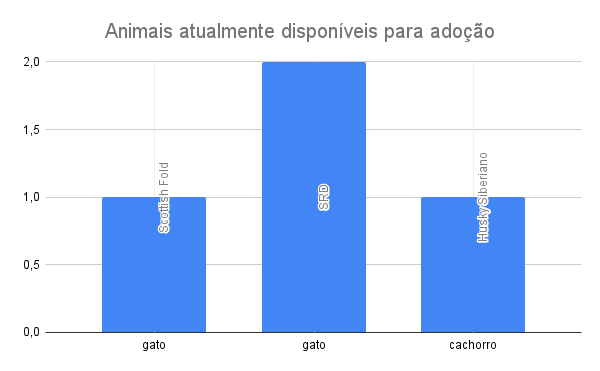 Animais atualmente disponíveis para adoção
2,0
1,5
1,0
0,5
0,0
Scottish Fold
SRD
Husky Siberiano
gato
gato
cachorro